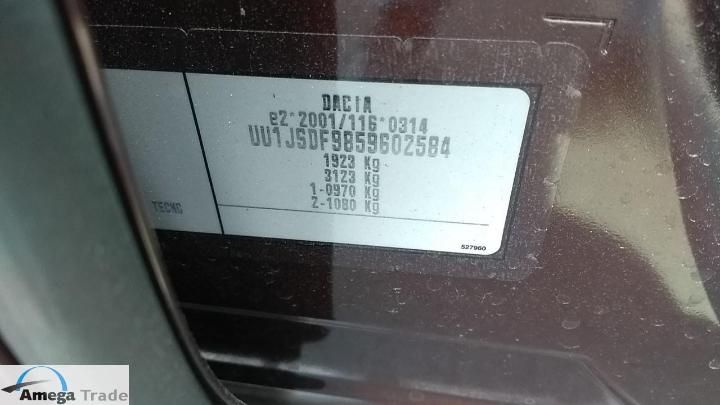 DACIA
e2*2001/116*0314
UU1JSDF9859602584
1923 Kg
3123 Kg
1-0970 Kg
2-1080 Kg
TECNO
527960
Amega Trade